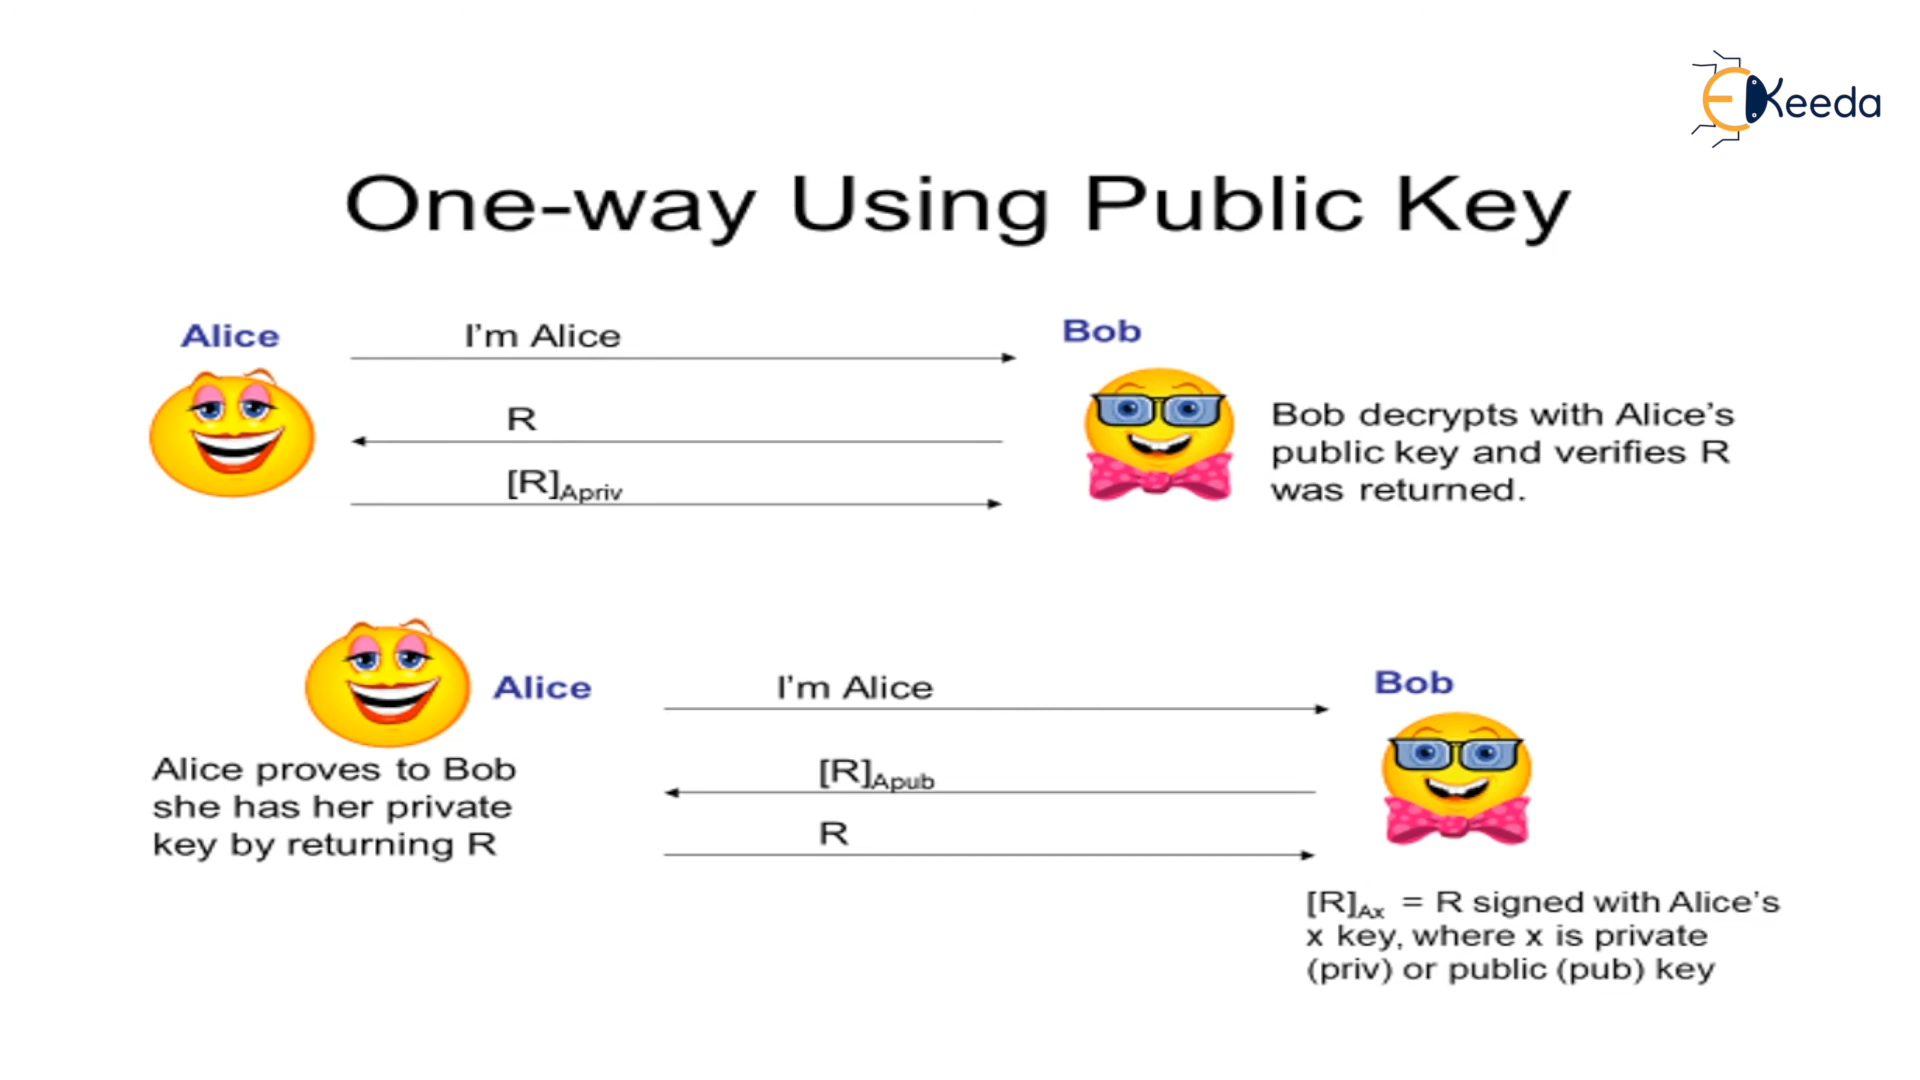 EKeeda
One-way Using Public Key
Alice
I'm Alice
Bob
R
[R]Apriv
Bob decrypts with Alice's
public key and verifies R
was returned.
Alice
I'm Alice
Bob
[R]Apub
R
Alice proves to Bob
she has her private
key by returning R
[R]Ax = R signed with Alice's
x key, where x is private
(priv) or public (pub) key